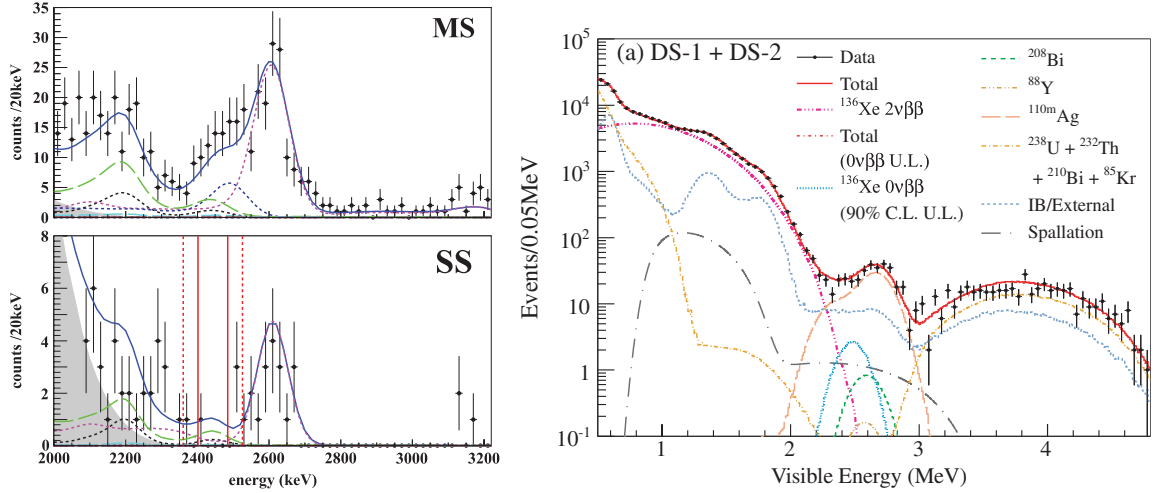 MS
35
30
25
20
15
10
5
0
counts /20keV
SS
8
6
4
2
0
counts /20keV
2000 2200 2400 2600 2800 3000 3200
energy (keV)
(a) DS-1 + DS-2
Data
Total
¹³⁶Xe 2νββ
Total
(0νββ U.L.)
¹³⁶Xe 0νββ
(90% C.L. U.L.)
²⁰⁸Bi
⁸⁸Y
¹¹⁰ᵐAg
²³⁸U + ²³²Th
+ ²¹⁰Bi + ⁸⁵Kr
IB/External
Spallation
10⁵
10⁴
10³
10²
10
1
10⁻¹
Events/0.05MeV
1 2 3 4
Visible Energy (MeV)